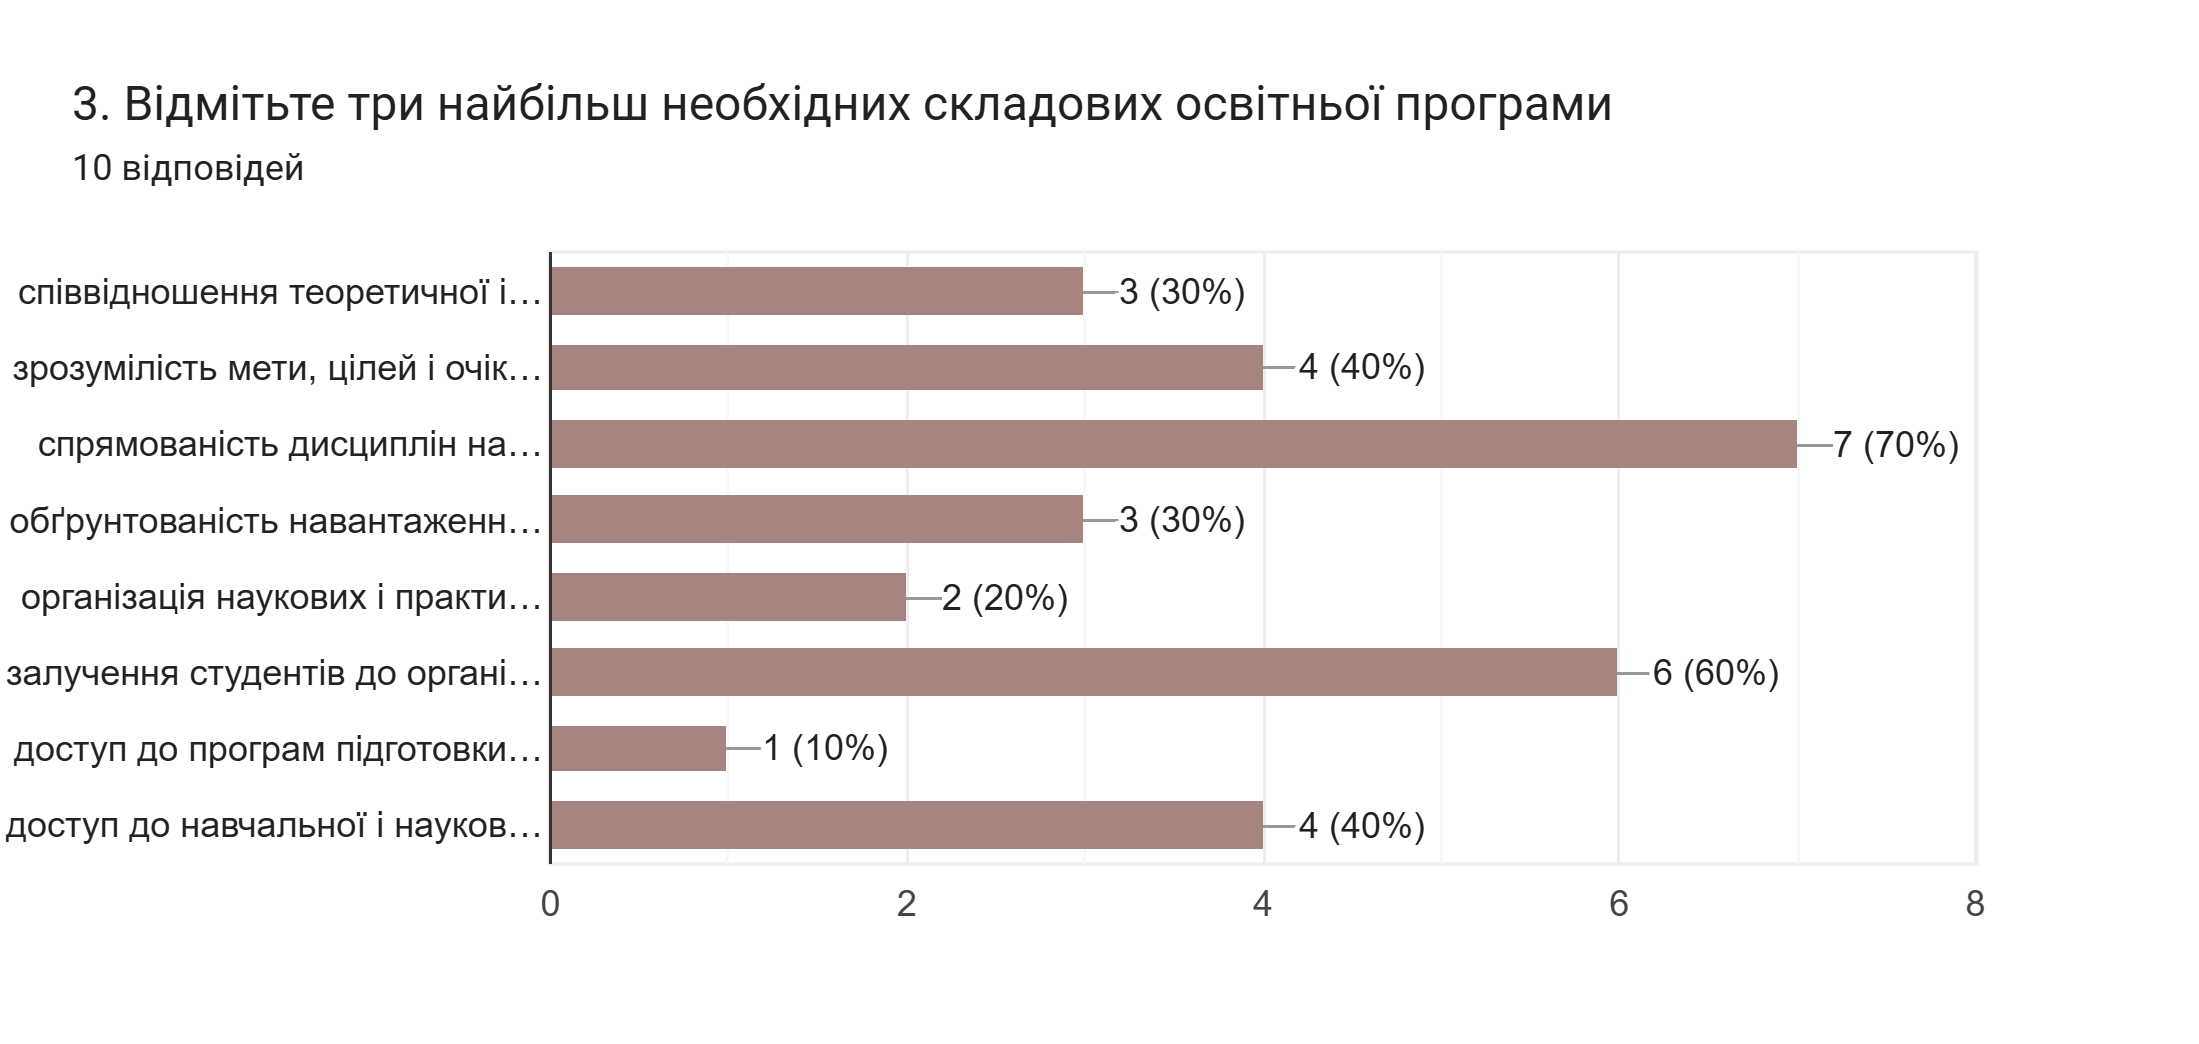 3. Відмітьте три найбільш необхідних складових освітньої програми
10 відповідей
співвідношення теоретичної і… 3 (30%)
зрозумілість мети, цілей і очік… 4 (40%)
спрямованість дисциплін на… 7 (70%)
обґрунтованість навантаженн… 3 (30%)
організація наукових і практи… 2 (20%)
залучення студентів до органі… 6 (60%)
доступ до програм підготовки… 1 (10%)
доступ до навчальної і науков… 4 (40%)
0 2 4 6 8